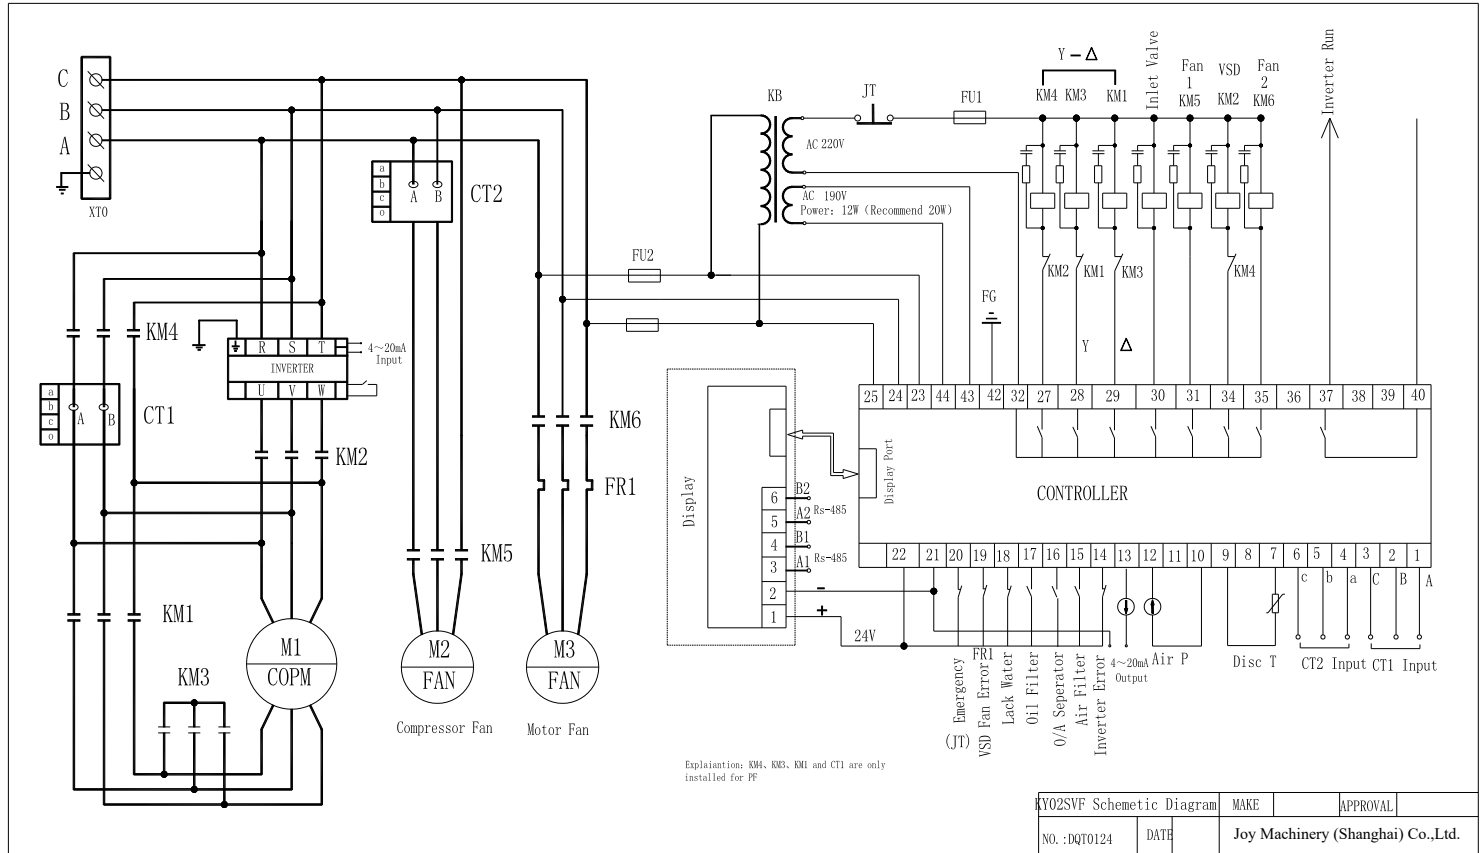 C
B
A
XT0
a
b
c
o
A B
CT2
KM4
a
b
c
o
A B
CT1
R S T
INVERTER
U V W
4～20mA
Input
KM2
KM6
FR1
KM5
KM1
KM3
M1
COPM
M2
FAN
Compressor Fan
M3
FAN
Motor Fan
FU2
KB
JT
FU1
AC 220V
AC 190V
Power: 12W (Recommend 20W)
Y－Δ
KM4 KM3 KM1
Inlet Valve
Fan
1
KM5
VSD
KM2
Fan
2
KM6
Inverter Run
KM2 KM1 KM3 KM4
FG
Y Δ
25 24 23 44 43 42 32 27 28 29 30 31 34 35 36 37 38 39 40
Display Port
CONTROLLER
Display
6 B2
5 A2 Rs-485
4 B1
3 A1 Rs-485
2 -
1 +
24V
22 21 20 19 18 17 16 15 14 13 12 11 10 9 8 7 6 5 4 3 2 1
c b a C B A
(JT) Emergency
FR1
VSD Fan Error
Lack Water
Oil Filter
O/A Seperator
Air Filter
Inverter Error
4～20mA
Output
Air P
Disc T
CT2 Input
CT1 Input
Explaiantion: KM4、KM3、KM1 and CT1 are only
installed for PF
KY02SVF Schemetic Diagram MAKE APPROVAL
NO.:DQT0124 DATE Joy Machinery (Shanghai) Co.,Ltd.